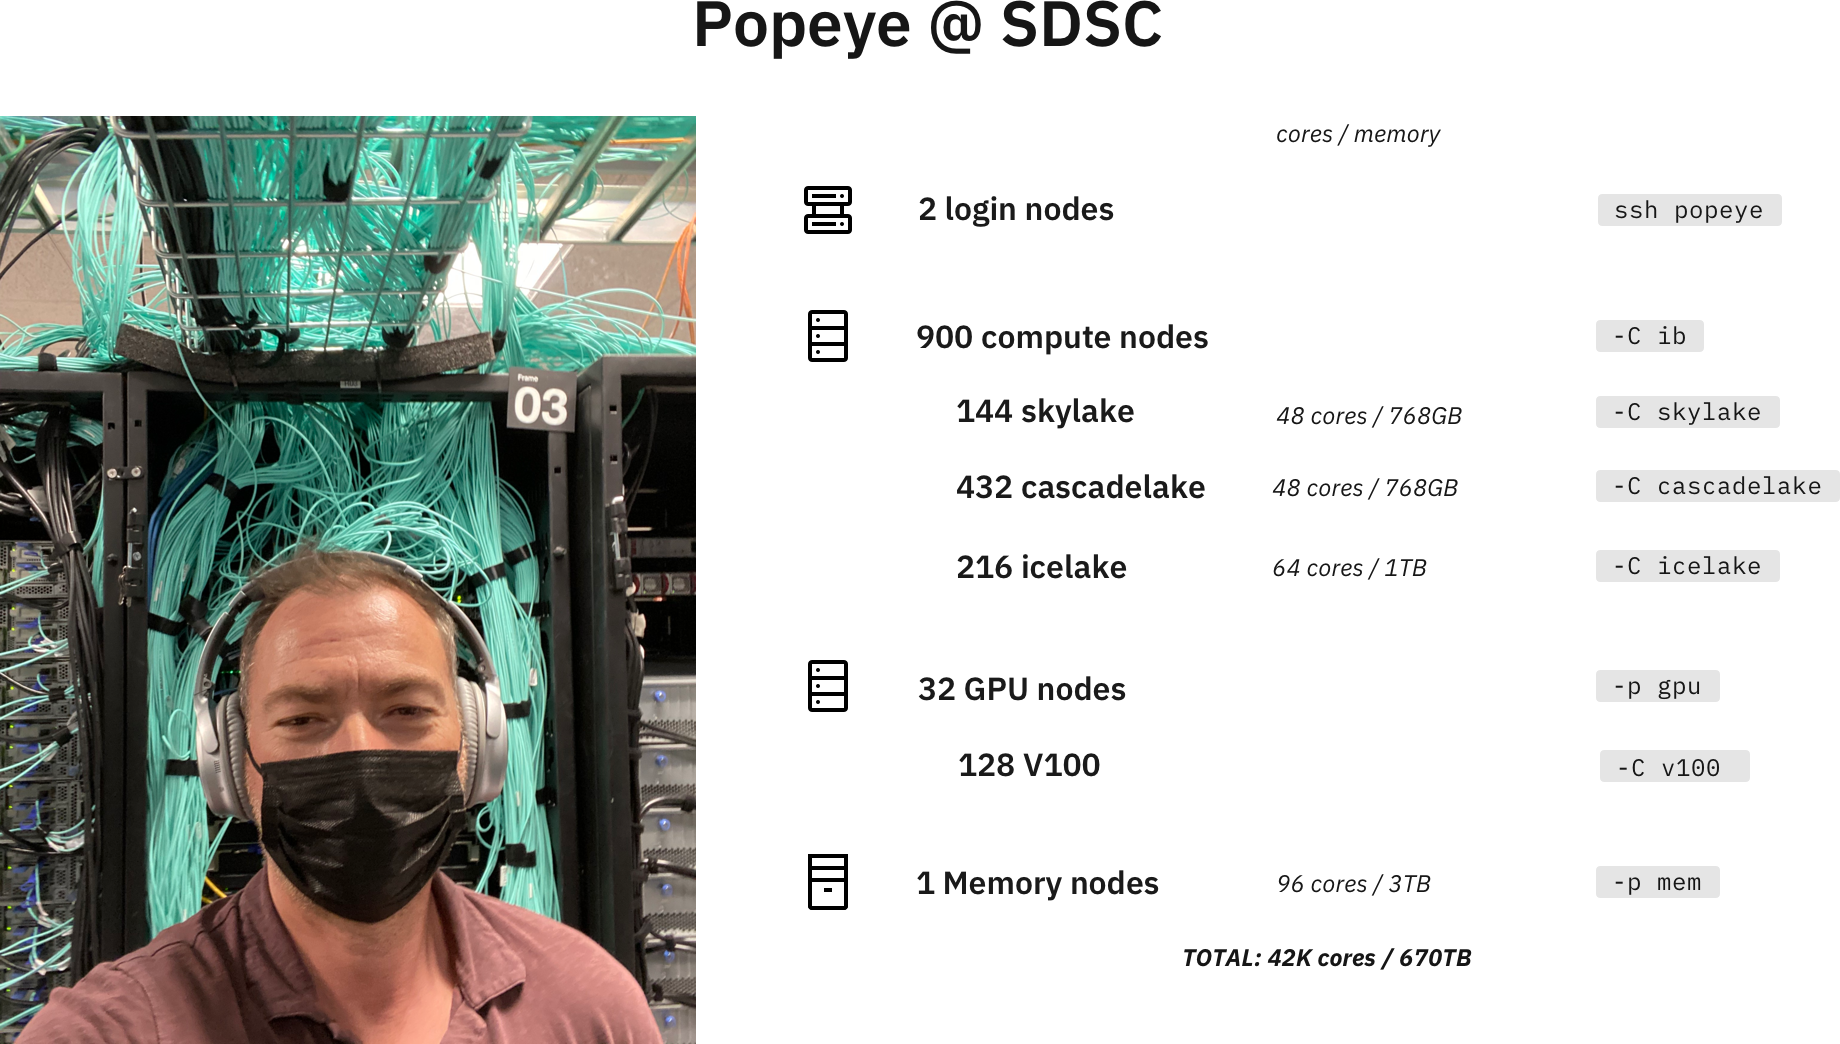 Popeye @ SDSC
cores / memory
2 login nodes
ssh popeye
900 compute nodes
-C ib
144 skylake
48 cores / 768GB
-C skylake
432 cascadelake
48 cores / 768GB
-C cascadelake
216 icelake
64 cores / 1TB
-C icelake
32 GPU nodes
-p gpu
128 V100
-C v100
1 Memory nodes
96 cores / 3TB
-p mem
TOTAL: 42K cores / 670TB
Frame
03